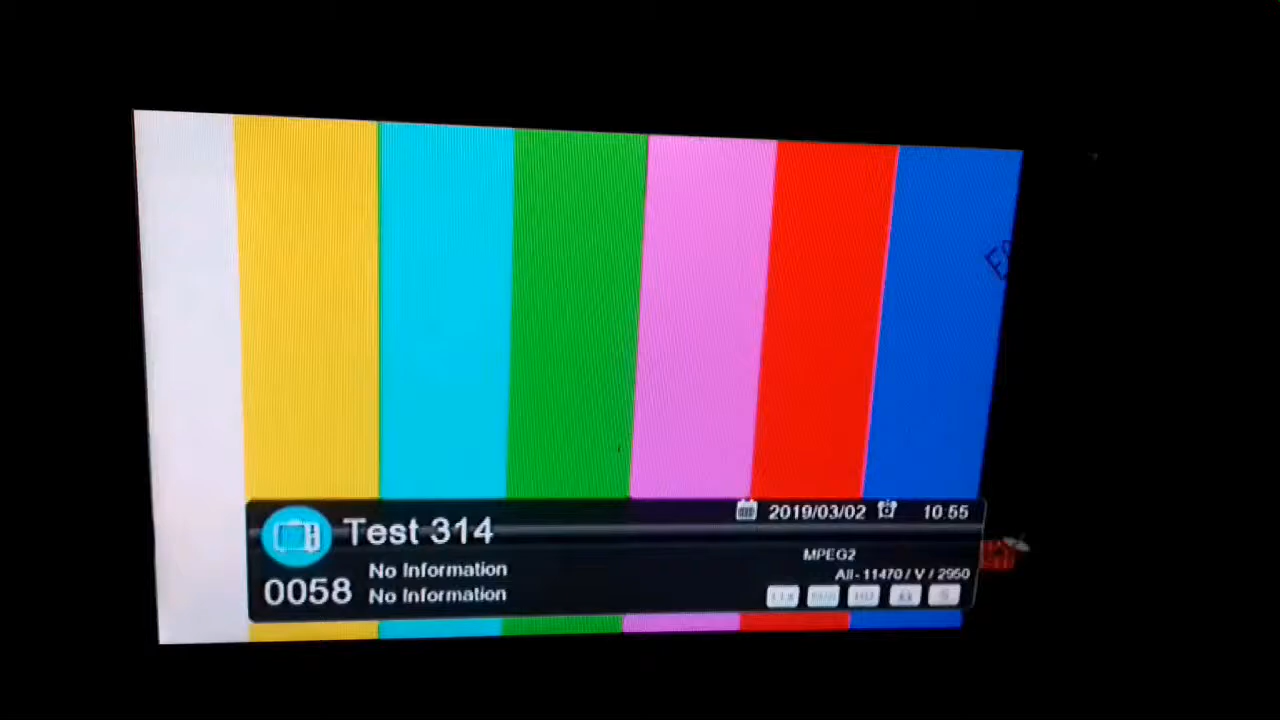 Test 314
2019/03/02 10:55
MPEG2
No Information
All - 11470 / V / 2950
0058
No Information